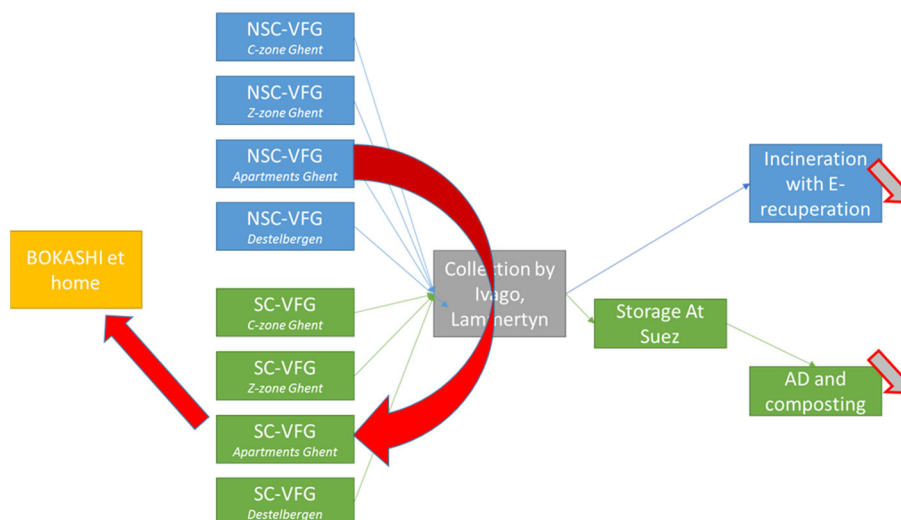 NSC-VFG
C-zone Ghent
NSC-VFG
Z-zone Ghent
NSC-VFG
Apartments Ghent
NSC-VFG
Destelbergen
BOKASHI et
home
SC-VFG
C-zone Ghent
SC-VFG
Z-zone Ghent
SC-VFG
Apartments Ghent
SC-VFG
Destelbergen
Collection by
Ivago,
Lammertyn
Incineration
with E-
recuperation
Storage At
Suez
AD and
composting